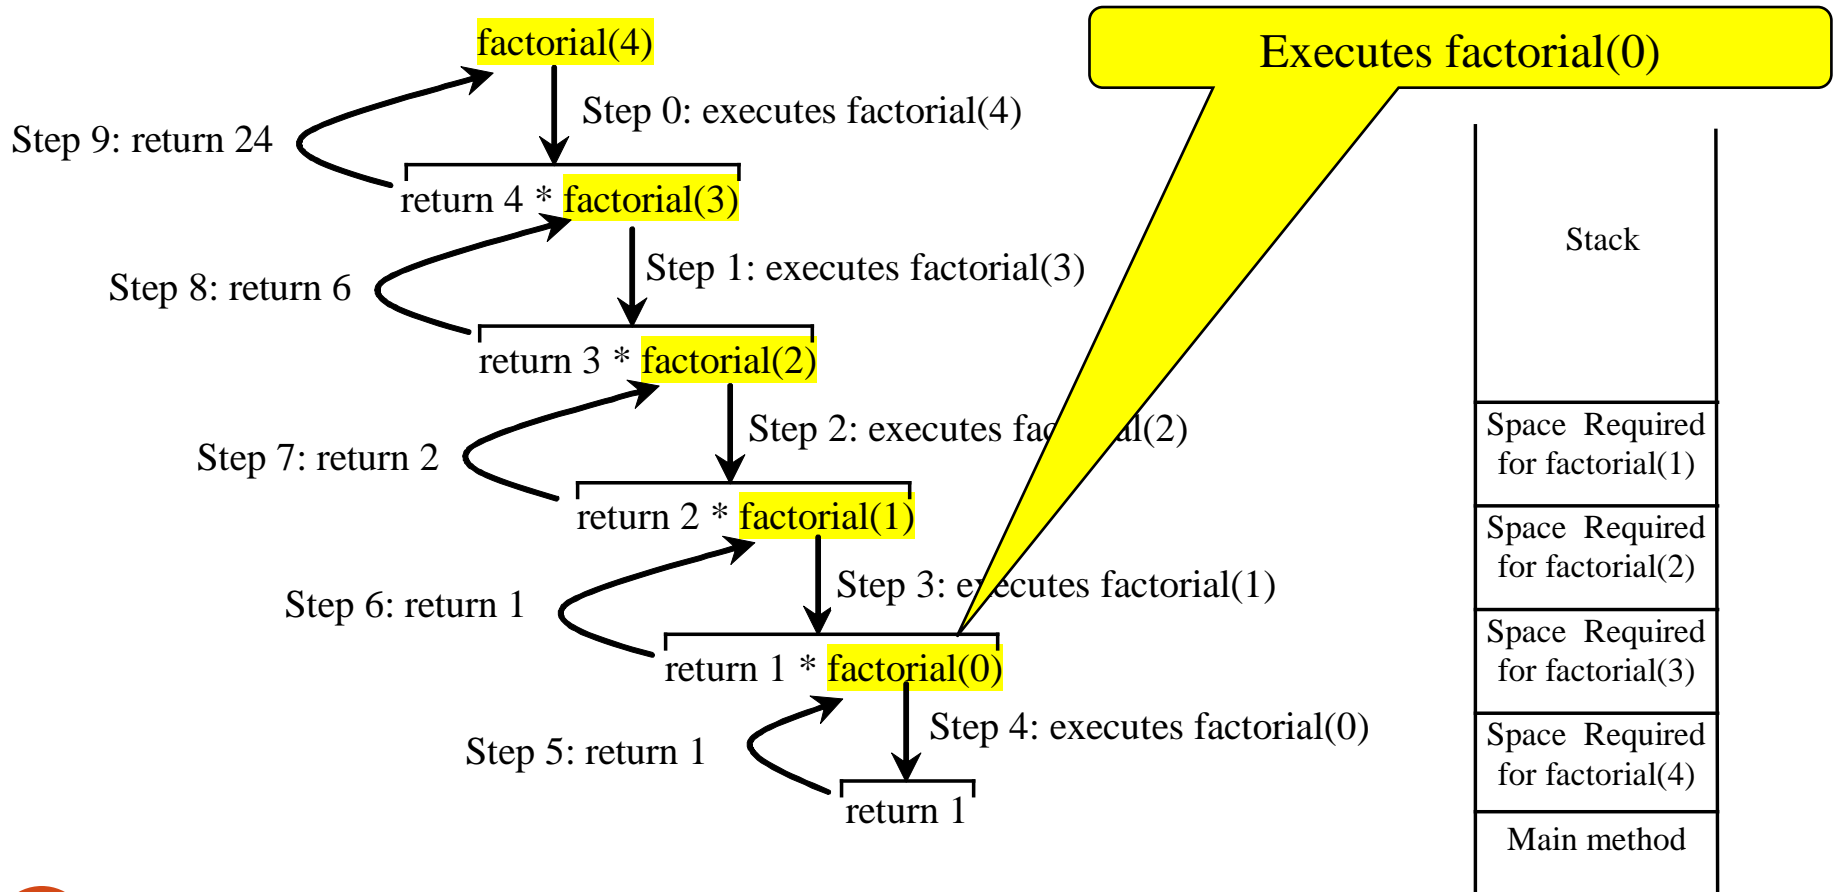 factorial(4)
Executes factorial(0)
Step 0: executes factorial(4)
Step 9: return 24
return 4 * factorial(3)
Stack
Step 1: executes factorial(3)
Step 8: return 6
return 3 * factorial(2)
Step 2: executes fac al(2)
Step 7: return 2
Space Required
for factorial(1)
return 2 * factorial(1)
Space Required
for factorial(2)
Step 3: executes factorial(1)
Step 6: return 1
Space Required
for factorial(3)
return 1 * factorial(0)
Step 4: executes factorial(0)
Step 5: return 1
Space Required
for factorial(4)
return 1
Main method